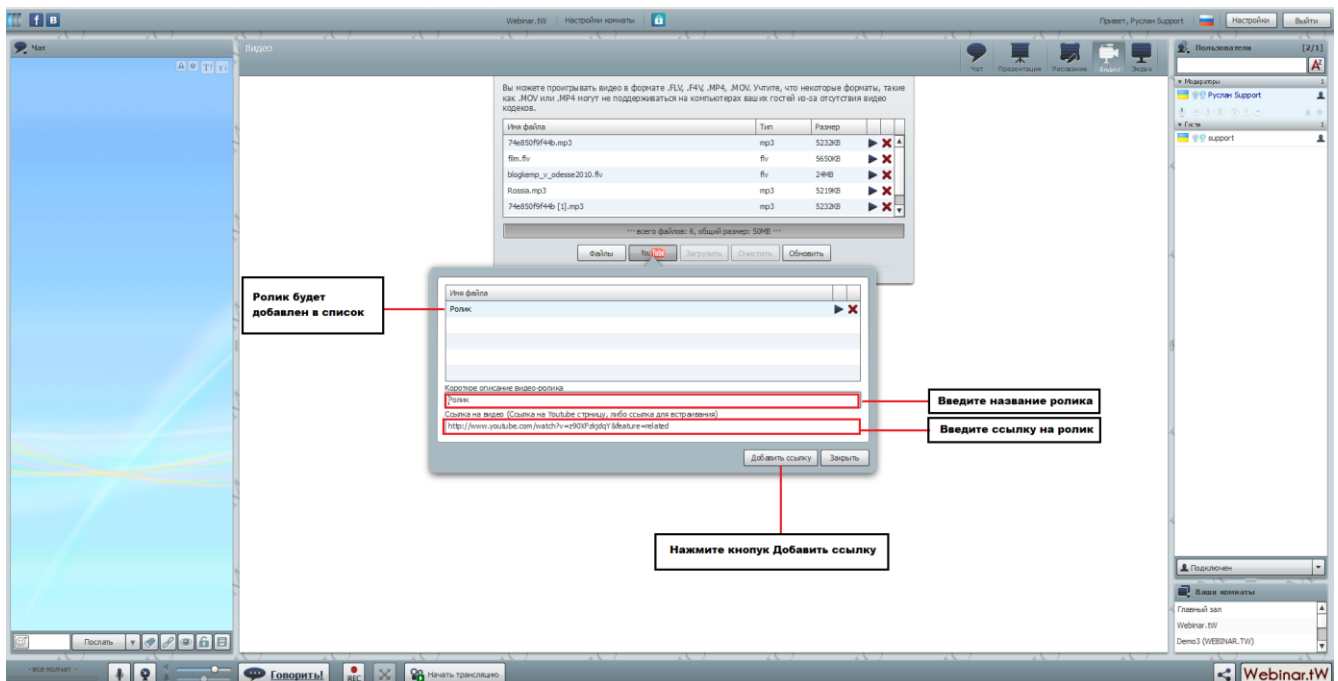 Webinar.tW
Настройки комнаты
Привет, Руслан Support
Настройки
Выйти
Чат
Видео
Чат
Презентация
Рисование
Видео
Экран
Пользователи
[2/1]
Вы можете проигрывать видео в формате .FLV, .F4V, .MP4, .MOV. Учтите, что некоторые форматы, такие
как .MOV или .MP4 могут не поддерживаться на компьютерах ваших гостей из-за отсутствия видео
кодеков.
Модераторы 1
Руслан Support
Гости 1
support
Имя файла Тип Размер
74e850f9f44b.mp3 mp3 5232KB
film.flv flv 5650KB
blogkemp_v_odesse2010.flv flv 24MB
Rossia.mp3 mp3 5219KB
74e850f9f44b [1].mp3 mp3 5232KB
··· всего файлов: 6, общий размер: 50MB ···
Файлы
YouTube
Загрузить
Очистить
Обновить
Ролик будет
добавлен в список
Имя файла
Ролик
Короткое описание видео-ролика
Ролик
Введите название ролика
Ссылка на видео (Ссылка на Youtube стрницу, либо ссылка для встраивания)
http://www.youtube.com/watch?v=z90XFzkjdqY&feature=related
Введите ссылку на ролик
Добавить ссылку
Закрыть
Нажмите кнопук Добавить ссылку
Подключен
Ваши комнаты
Главный зал
Webinar.tW
Demo3 (WEBINAR.TW)
Послать
- все молчат -
Говорить!
REC
Начать трансляцию
Webinar.tW